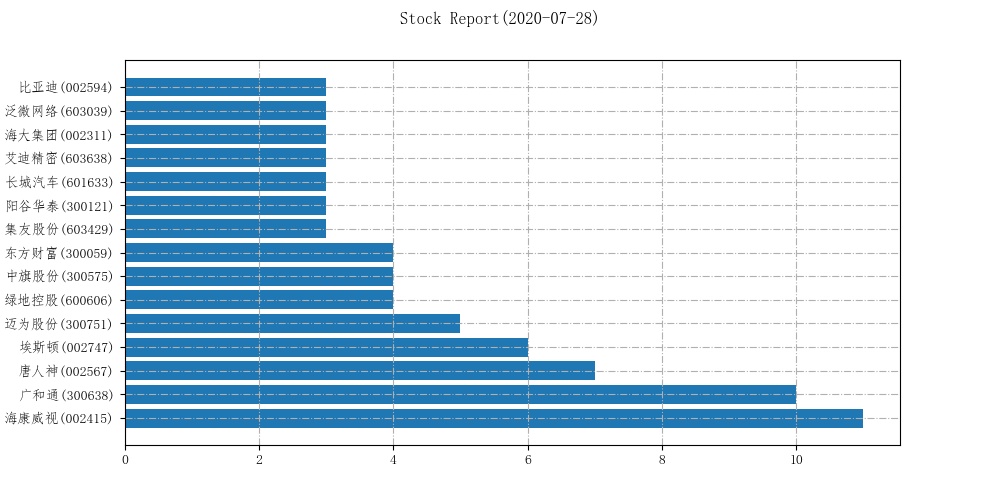 Stock Report(2020-07-28)
比亚迪(002594)
泛微网络(603039)
海大集团(002311)
艾迪精密(603638)
长城汽车(601633)
阳谷华泰(300121)
集友股份(603429)
东方财富(300059)
中旗股份(300575)
绿地控股(600606)
迈为股份(300751)
埃斯顿(002747)
唐人神(002567)
广和通(300638)
海康威视(002415)
0 2 4 6 8 10